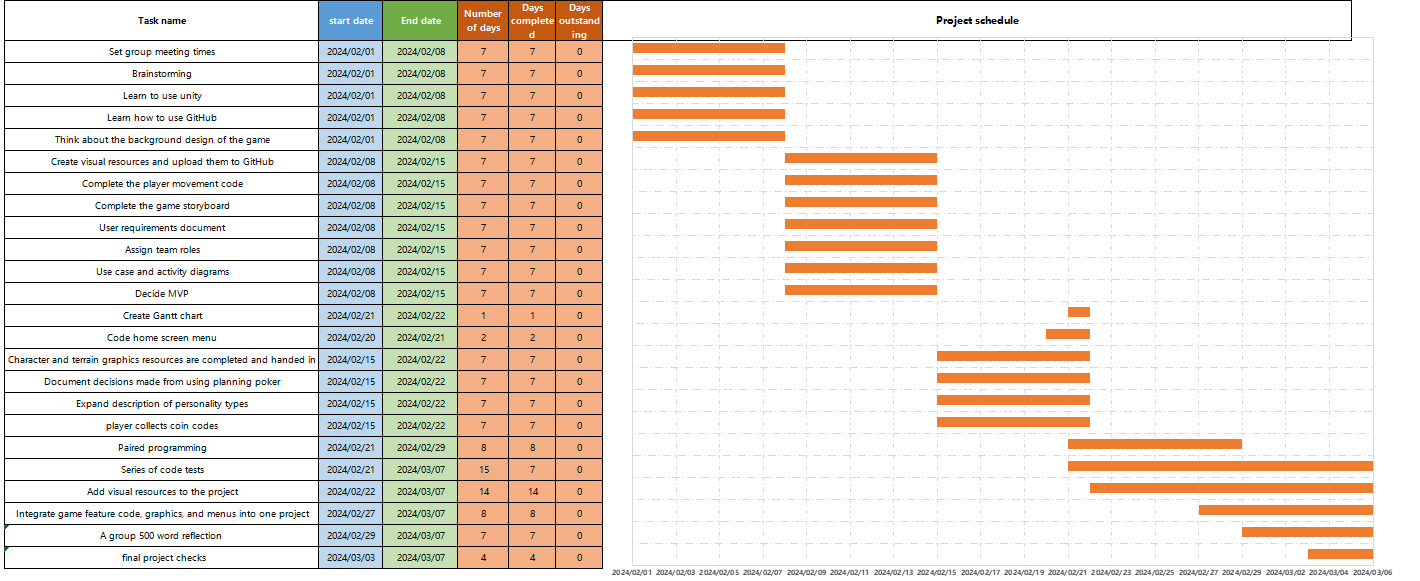 Task name start date End date Number of days Days complete d Days outstand ing Project schedule
Set group meeting times 2024/02/01 2024/02/08 7 7 0
Brainstorming 2024/02/01 2024/02/08 7 7 0
Learn to use unity 2024/02/01 2024/02/08 7 7 0
Learn how to use GitHub 2024/02/01 2024/02/08 7 7 0
Think about the background design of the game 2024/02/01 2024/02/08 7 7 0
Create visual resources and upload them to GitHub 2024/02/08 2024/02/15 7 7 0
Complete the player movement code 2024/02/08 2024/02/15 7 7 0
Complete the game storyboard 2024/02/08 2024/02/15 7 7 0
User requirements document 2024/02/08 2024/02/15 7 7 0
Assign team roles 2024/02/08 2024/02/15 7 7 0
Use case and activity diagrams 2024/02/08 2024/02/15 7 7 0
Decide MVP 2024/02/08 2024/02/15 7 7 0
Create Gantt chart 2024/02/21 2024/02/22 1 1 0
Code home screen menu 2024/02/20 2024/02/21 2 2 0
Character and terrain graphics resources are completed and handed in 2024/02/15 2024/02/22 7 7 0
Document decisions made from using planning poker 2024/02/15 2024/02/22 7 7 0
Expand description of personality types 2024/02/15 2024/02/22 7 7 0
player collects coin codes 2024/02/15 2024/02/22 7 7 0
Paired programming 2024/02/21 2024/02/29 8 8 0
Series of code tests 2024/02/21 2024/03/07 15 7 0
Add visual resources to the project 2024/02/22 2024/03/07 14 14 0
Integrate game feature code, graphics, and menus into one project 2024/02/27 2024/03/07 8 8 0
A group 500 word reflection 2024/02/29 2024/03/07 7 7 0
final project checks 2024/03/03 2024/03/07 4 4 0
2024/02/01 2024/02/03 2024/02/05 2024/02/07 2024/02/09 2024/02/11 2024/02/13 2024/02/15 2024/02/17 2024/02/19 2024/02/21 2024/02/23 2024/02/25 2024/02/27 2024/02/29 2024/03/02 2024/03/04 2024/03/06